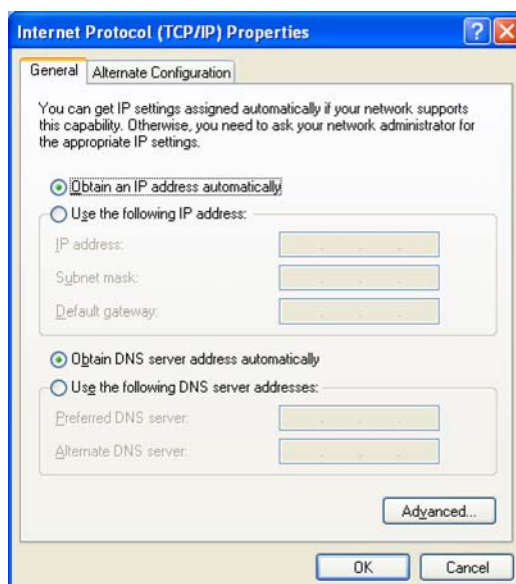 Internet Protocol (TCP/IP) Properties
General
Alternate Configuration
You can get IP settings assigned automatically if your network supports
this capability. Otherwise, you need to ask your network administrator for
the appropriate IP settings.
Obtain an IP address automatically
Use the following IP address:
IP address:
Subnet mask:
Default gateway:
Obtain DNS server address automatically
Use the following DNS server addresses:
Preferred DNS server:
Alternate DNS server:
Advanced...
OK
Cancel